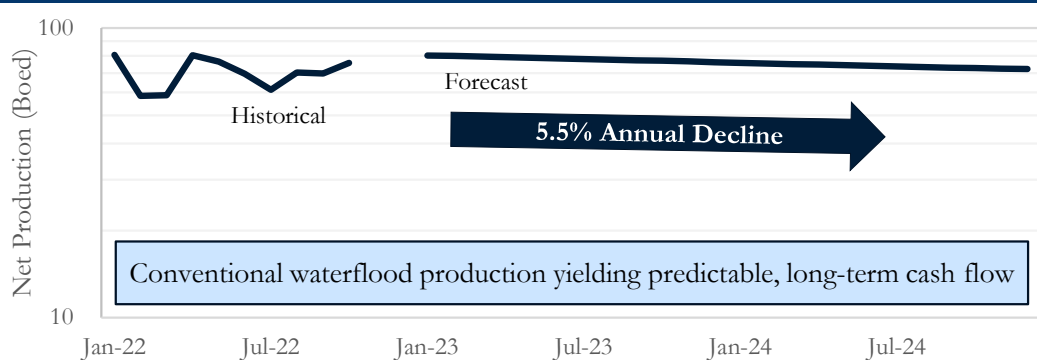 100
Net Production (Boed)
Forecast
Historical
5.5% Annual Decline
Conventional waterflood production yielding predictable, long-term cash flow
10
Jan-22 Jul-22 Jan-23 Jul-23 Jan-24 Jul-24